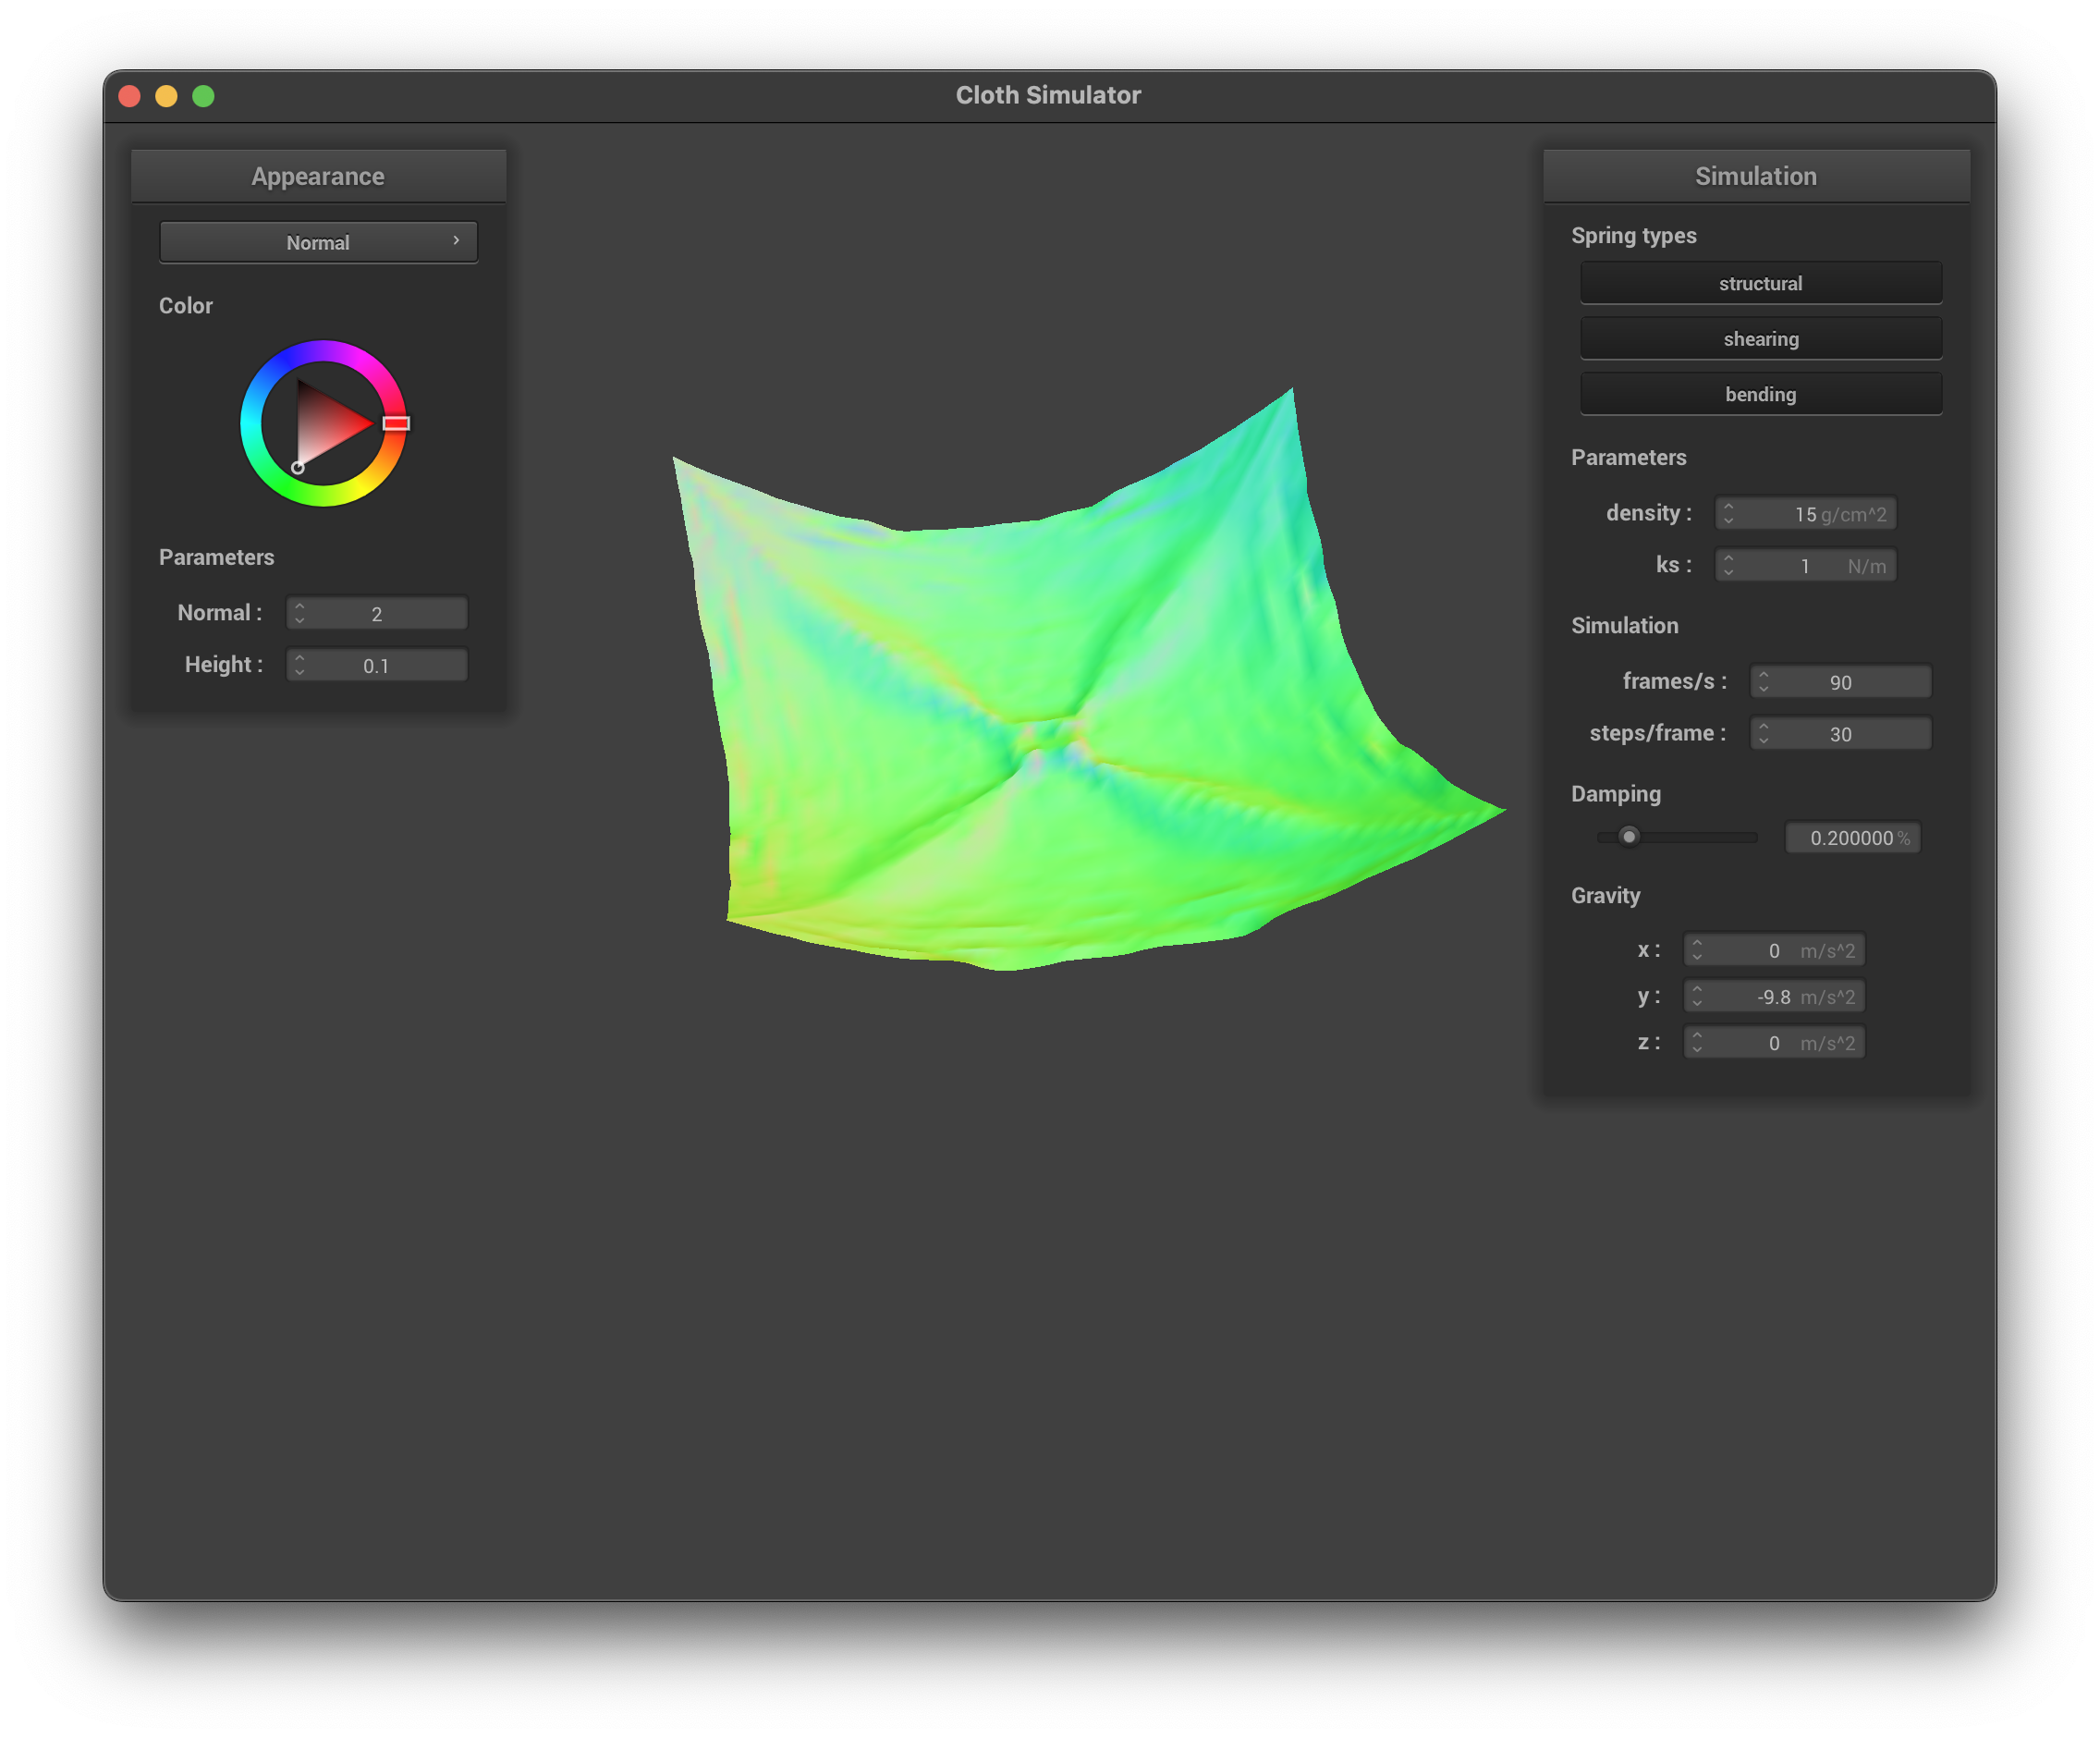 Cloth Simulator
Appearance
Normal
Color
Parameters
Normal : 2
Height : 0.1
Simulation
Spring types
structural
shearing
bending
Parameters
density : 15 g/cm^2
ks : 1 N/m
Simulation
frames/s : 90
steps/frame : 30
Damping
0.200000 %
Gravity
x : 0 m/s^2
y : -9.8 m/s^2
z : 0 m/s^2